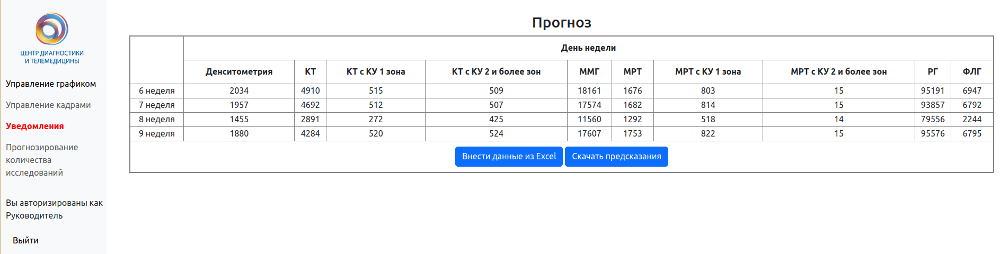 ЦЕНТР ДИАГНОСТИКИ
И ТЕЛЕМЕДИЦИНЫ
Управление графиком
Управление кадрами
Уведомления
Прогнозирование
количества
исследований
Вы авторизированы как
Руководитель
Выйти
Прогноз
День недели
Денситометрия КТ КТ с КУ 1 зона КТ с КУ 2 и более зон ММГ МРТ МРТ с КУ 1 зона МРТ с КУ 2 и более зон РГ ФЛГ
6 неделя 2034 4910 515 509 18161 1676 803 15 95191 6947
7 неделя 1957 4692 512 507 17574 1682 814 15 93857 6792
8 неделя 1455 2891 272 425 11560 1292 518 14 79556 2244
9 неделя 1880 4284 520 524 17607 1753 822 15 95576 6795
Внести данные из Excel Скачать предсказания